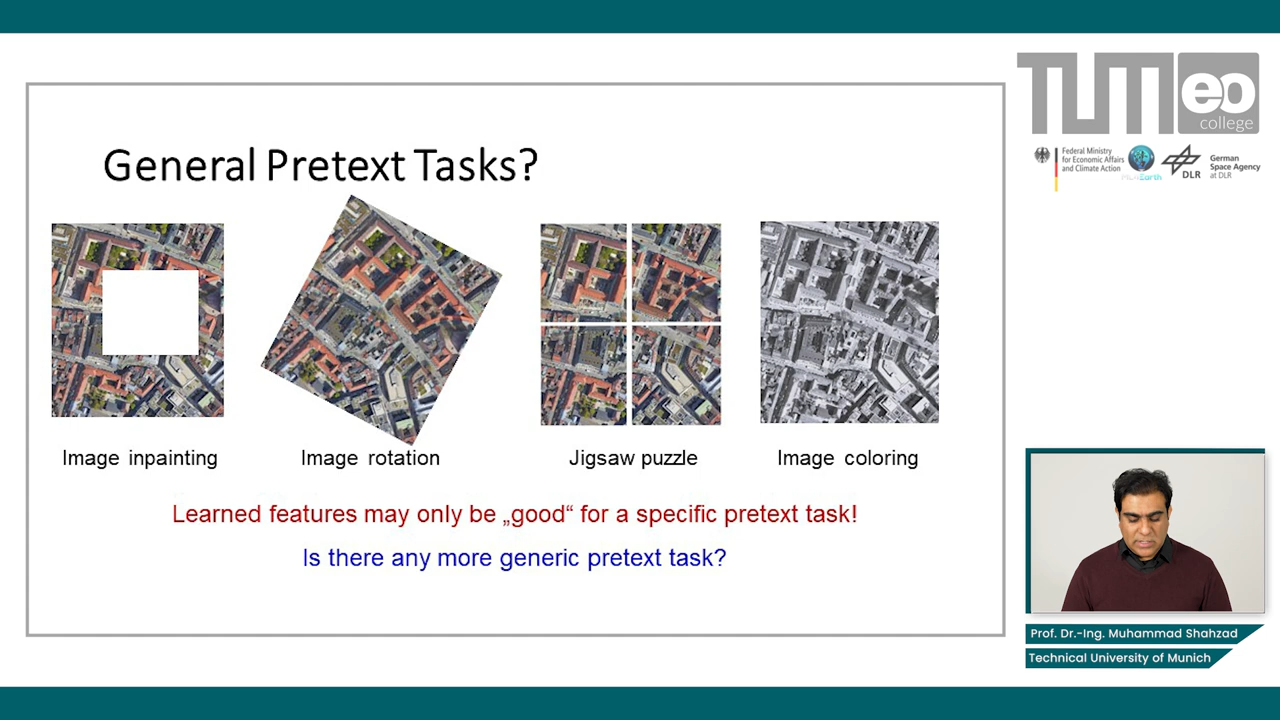 General Pretext Tasks?
Image inpainting
Image rotation
Jigsaw puzzle
Image coloring
Learned features may only be „good“ for a specific pretext task!
Is there any more generic pretext task?
TUM
eo
college
Federal Ministry
for Economic Affairs
and Climate Action
ML4Earth
DLR
German
Space Agency
at DLR
Prof. Dr.-Ing. Muhammad Shahzad
Technical University of Munich